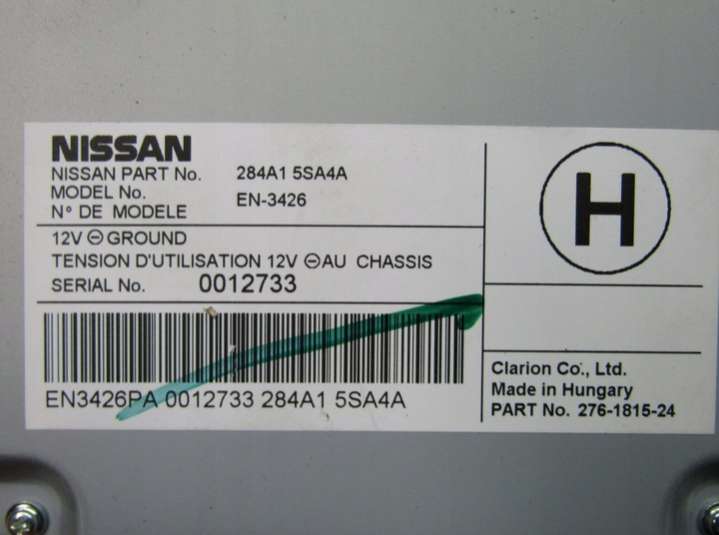 NISSAN
NISSAN PART No. 284A1 5SA4A
MODEL No.
N° DE MODELE EN-3426
12V ⊖ GROUND
TENSION D'UTILISATION 12V ⊖AU CHASSIS
SERIAL No. 0012733
EN3426PA 0012733 284A1 5SA4A
H
Clarion Co., Ltd.
Made in Hungary
PART No. 276-1815-24